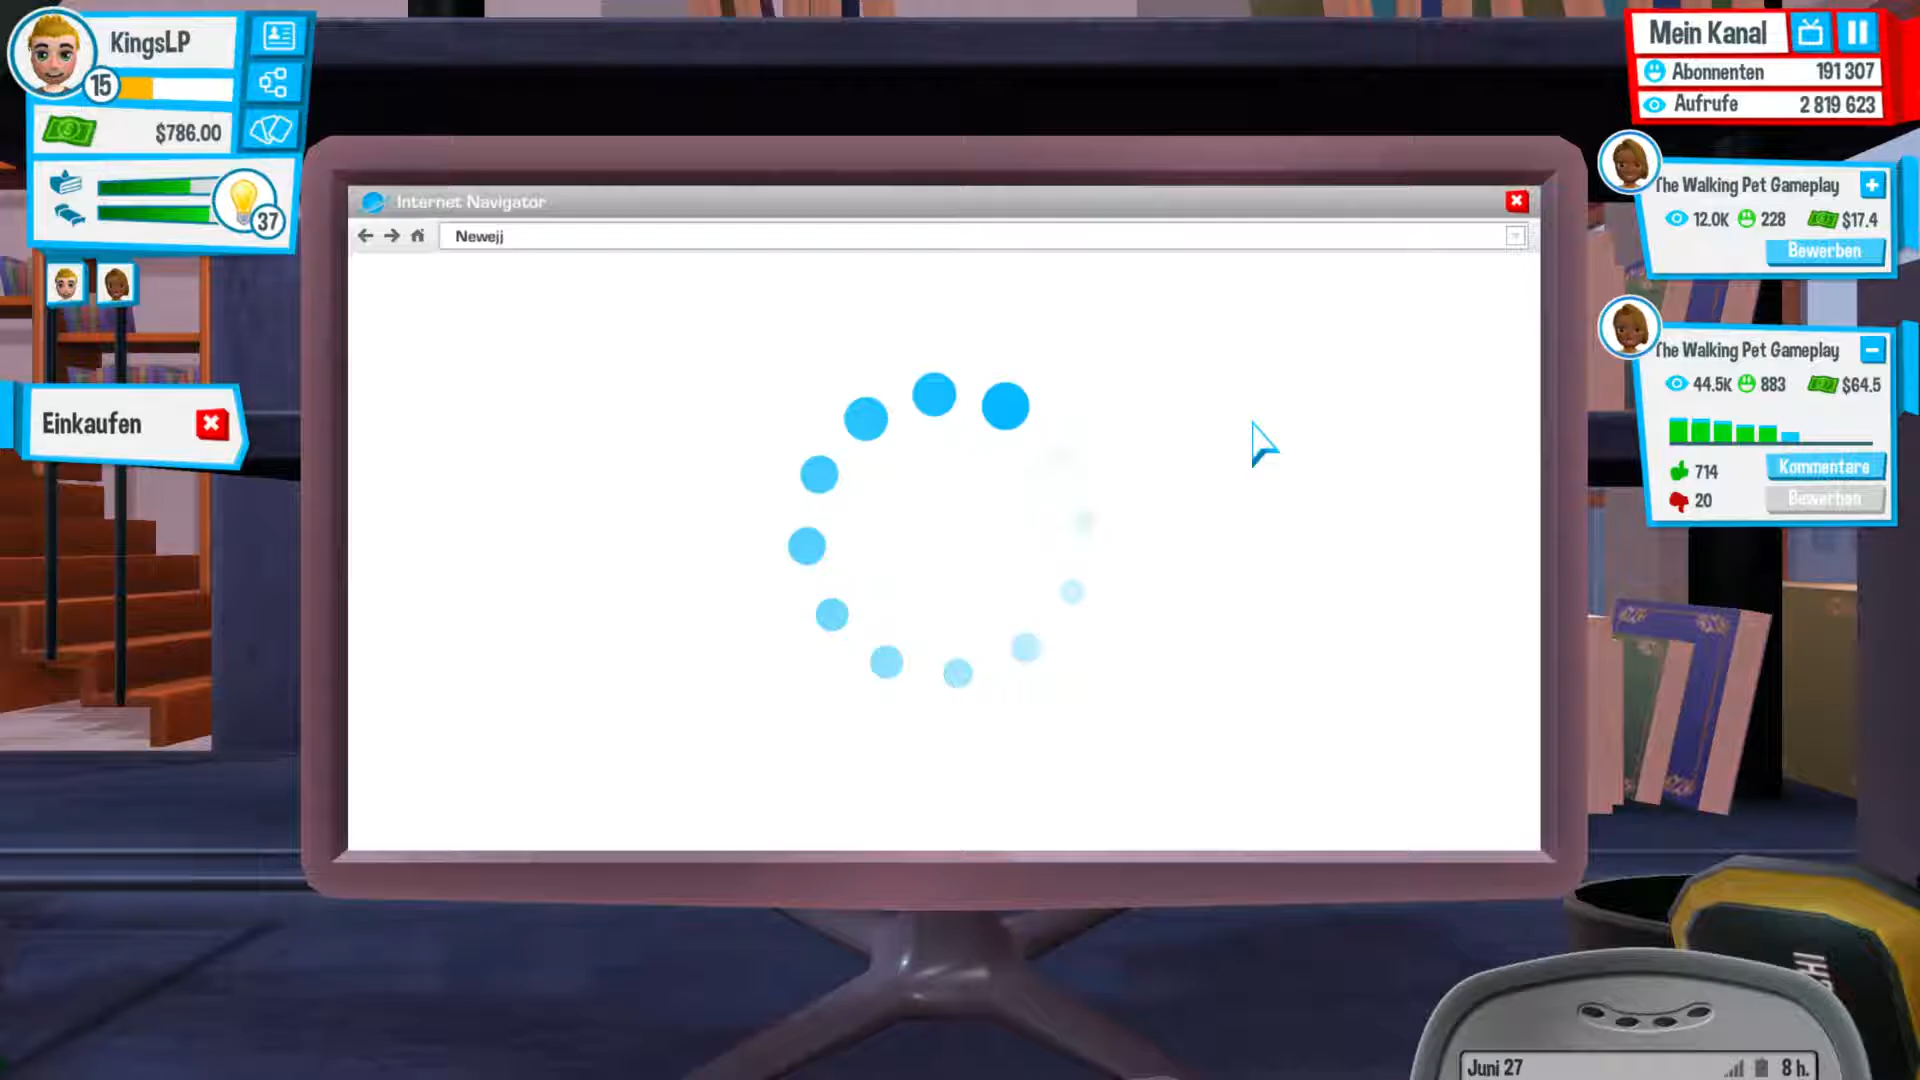 KingsLP
15
$786.00
37
Einkaufen
Internet Navigator
Newejj
Mein Kanal
Abonnenten 191 307
Aufrufe 2 819 623
The Walking Pet Gameplay
12.0K 228 $17.4
Bewerben
The Walking Pet Gameplay
44.5K 883 $64.5
714 Kommentare
20 Bewerben
Juni 27 8 h.